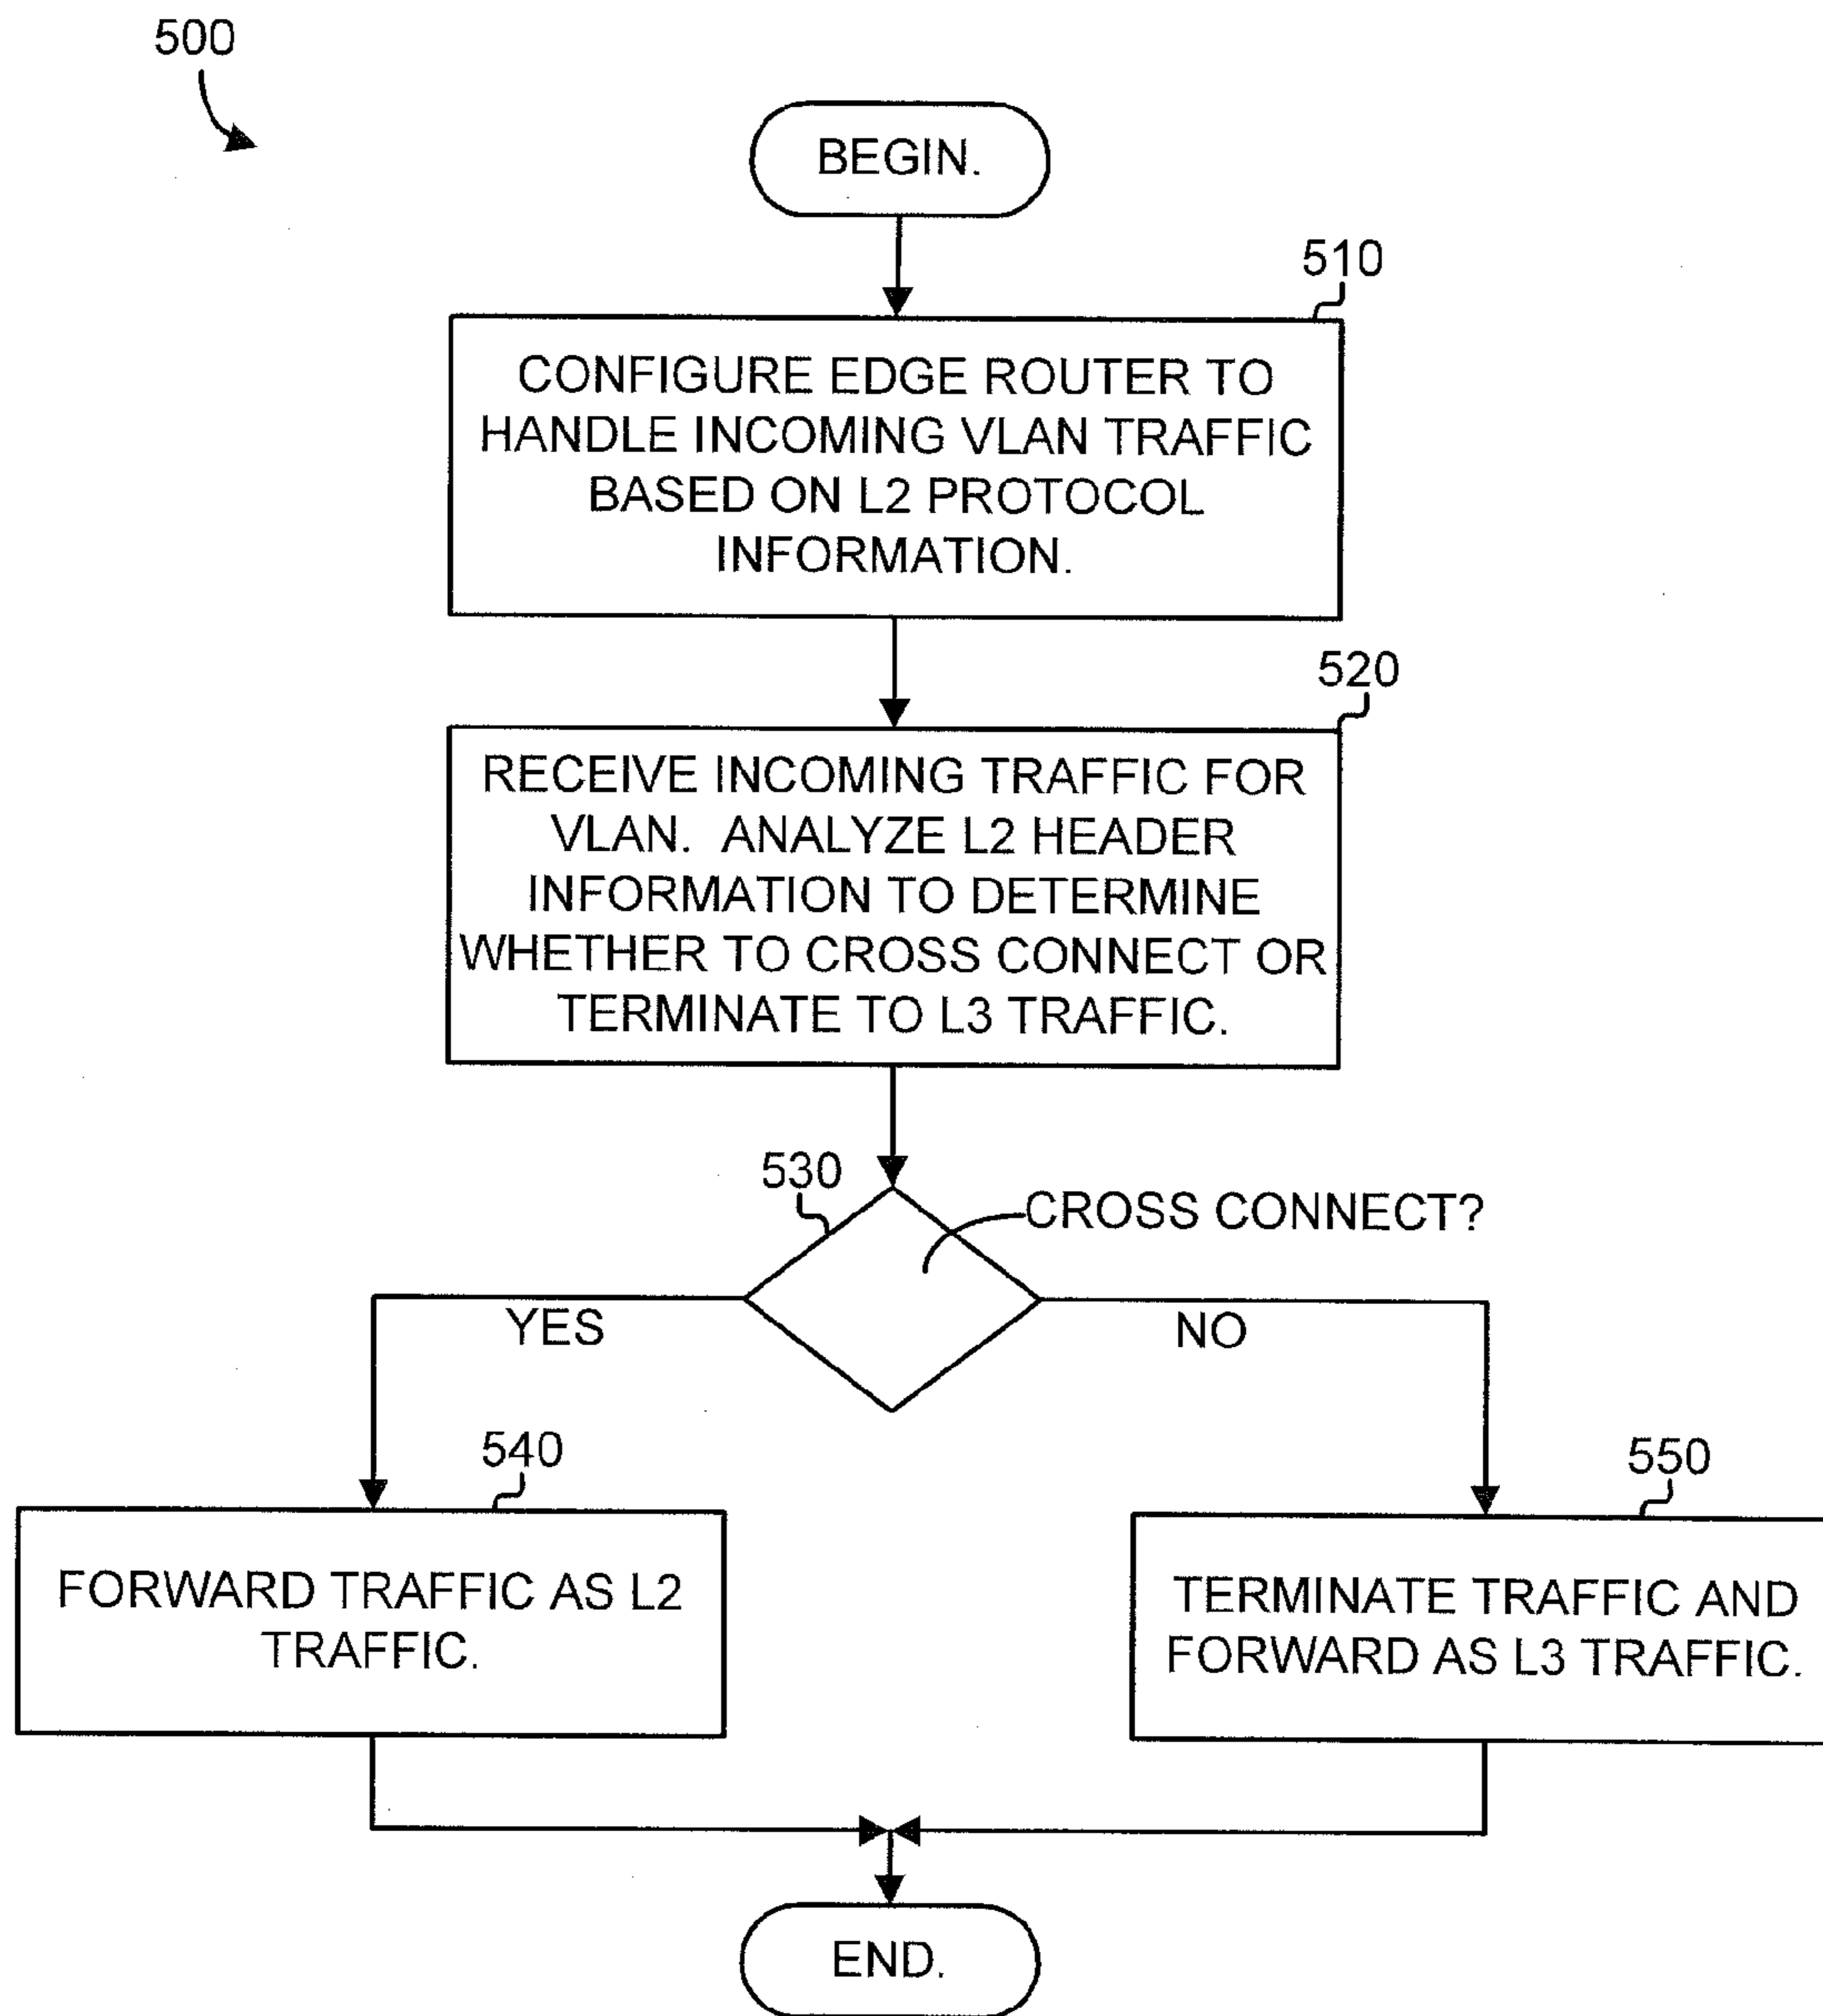 500
BEGIN.
510
CONFIGURE EDGE ROUTER TO
HANDLE INCOMING VLAN TRAFFIC
BASED ON L2 PROTOCOL
INFORMATION.
520
RECEIVE INCOMING TRAFFIC FOR
VLAN. ANALYZE L2 HEADER
INFORMATION TO DETERMINE
WHETHER TO CROSS CONNECT OR
TERMINATE TO L3 TRAFFIC.
530
CROSS CONNECT?
YES
NO
540
FORWARD TRAFFIC AS L2
TRAFFIC.
550
TERMINATE TRAFFIC AND
FORWARD AS L3 TRAFFIC.
END.